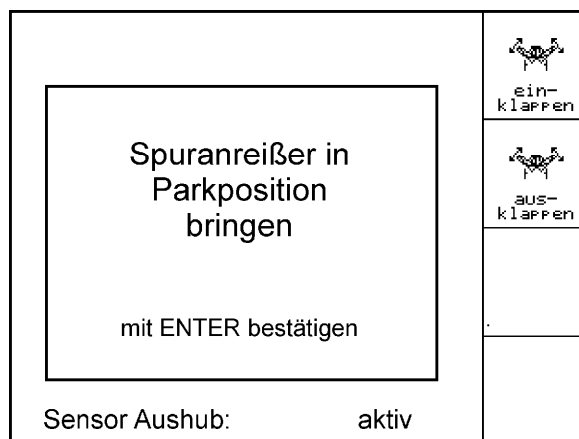 Spuranreißer in
Parkposition
bringen
mit ENTER bestätigen
Sensor Aushub: aktiv
ein-
klappen
aus-
klappen